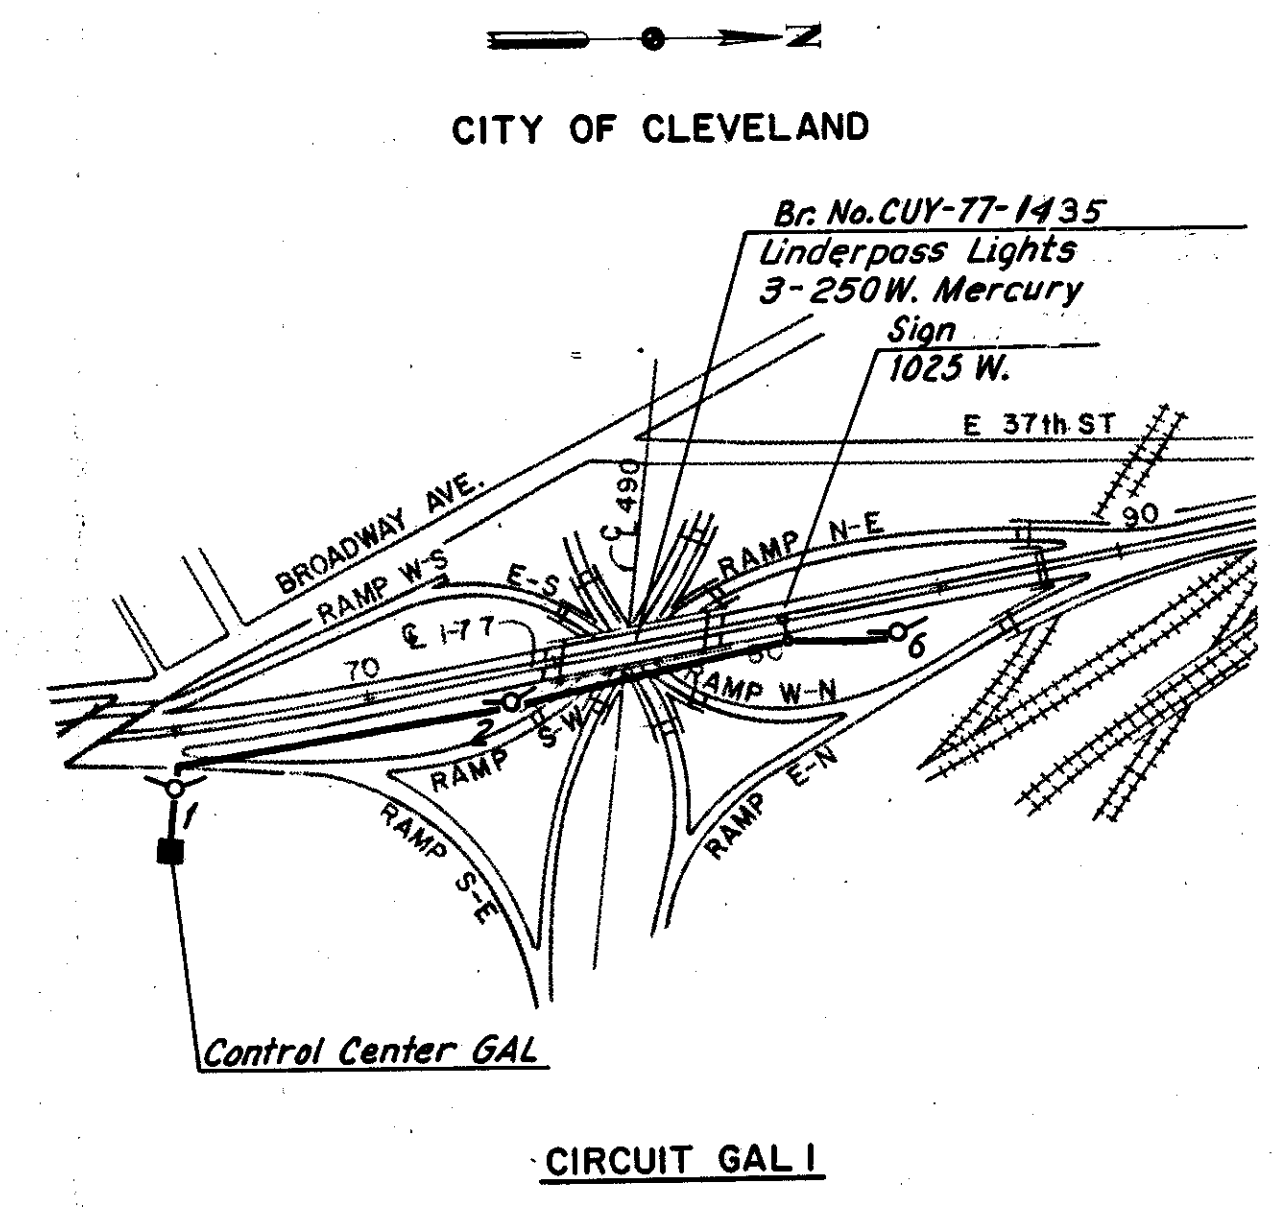 N
CITY OF CLEVELAND
Br. No. CUY-77-1435
Underpass Lights
3-250W. Mercury
Sign
1025 W.
E 37th ST
BROADWAY AVE.
℄ 490
90
RAMP N-E
RAMP W-S
E-S
℄ I-77
70
80
6
RAMP W-N
2
RAMP S-W
RAMP E-N
1
RAMP S-E
Control Center GAL
CIRCUIT GAL 1